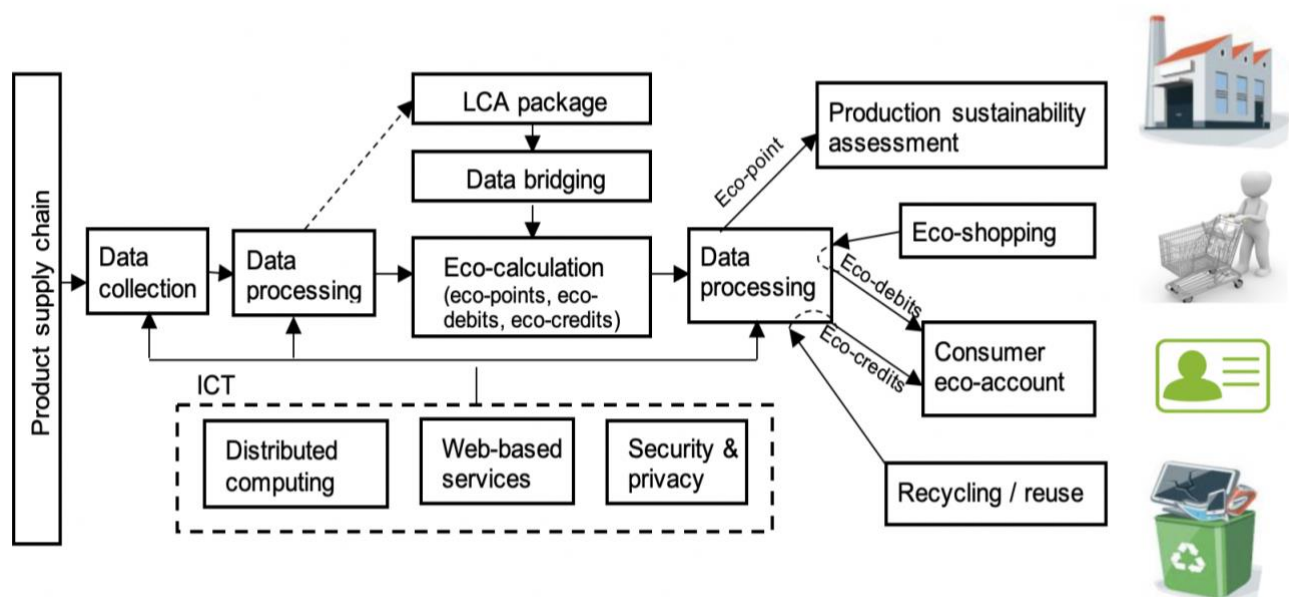 Product supply chain
Data
collection
Data
processing
LCA package
Data bridging
Eco-calculation
(eco-points, eco-
debits, eco-credits)
Data
processing
Eco-point
Production sustainability
assessment
Eco-shopping
Eco-debits
Eco-credits
Consumer
eco-account
Recycling / reuse
ICT
Distributed
computing
Web-based
services
Security &
privacy